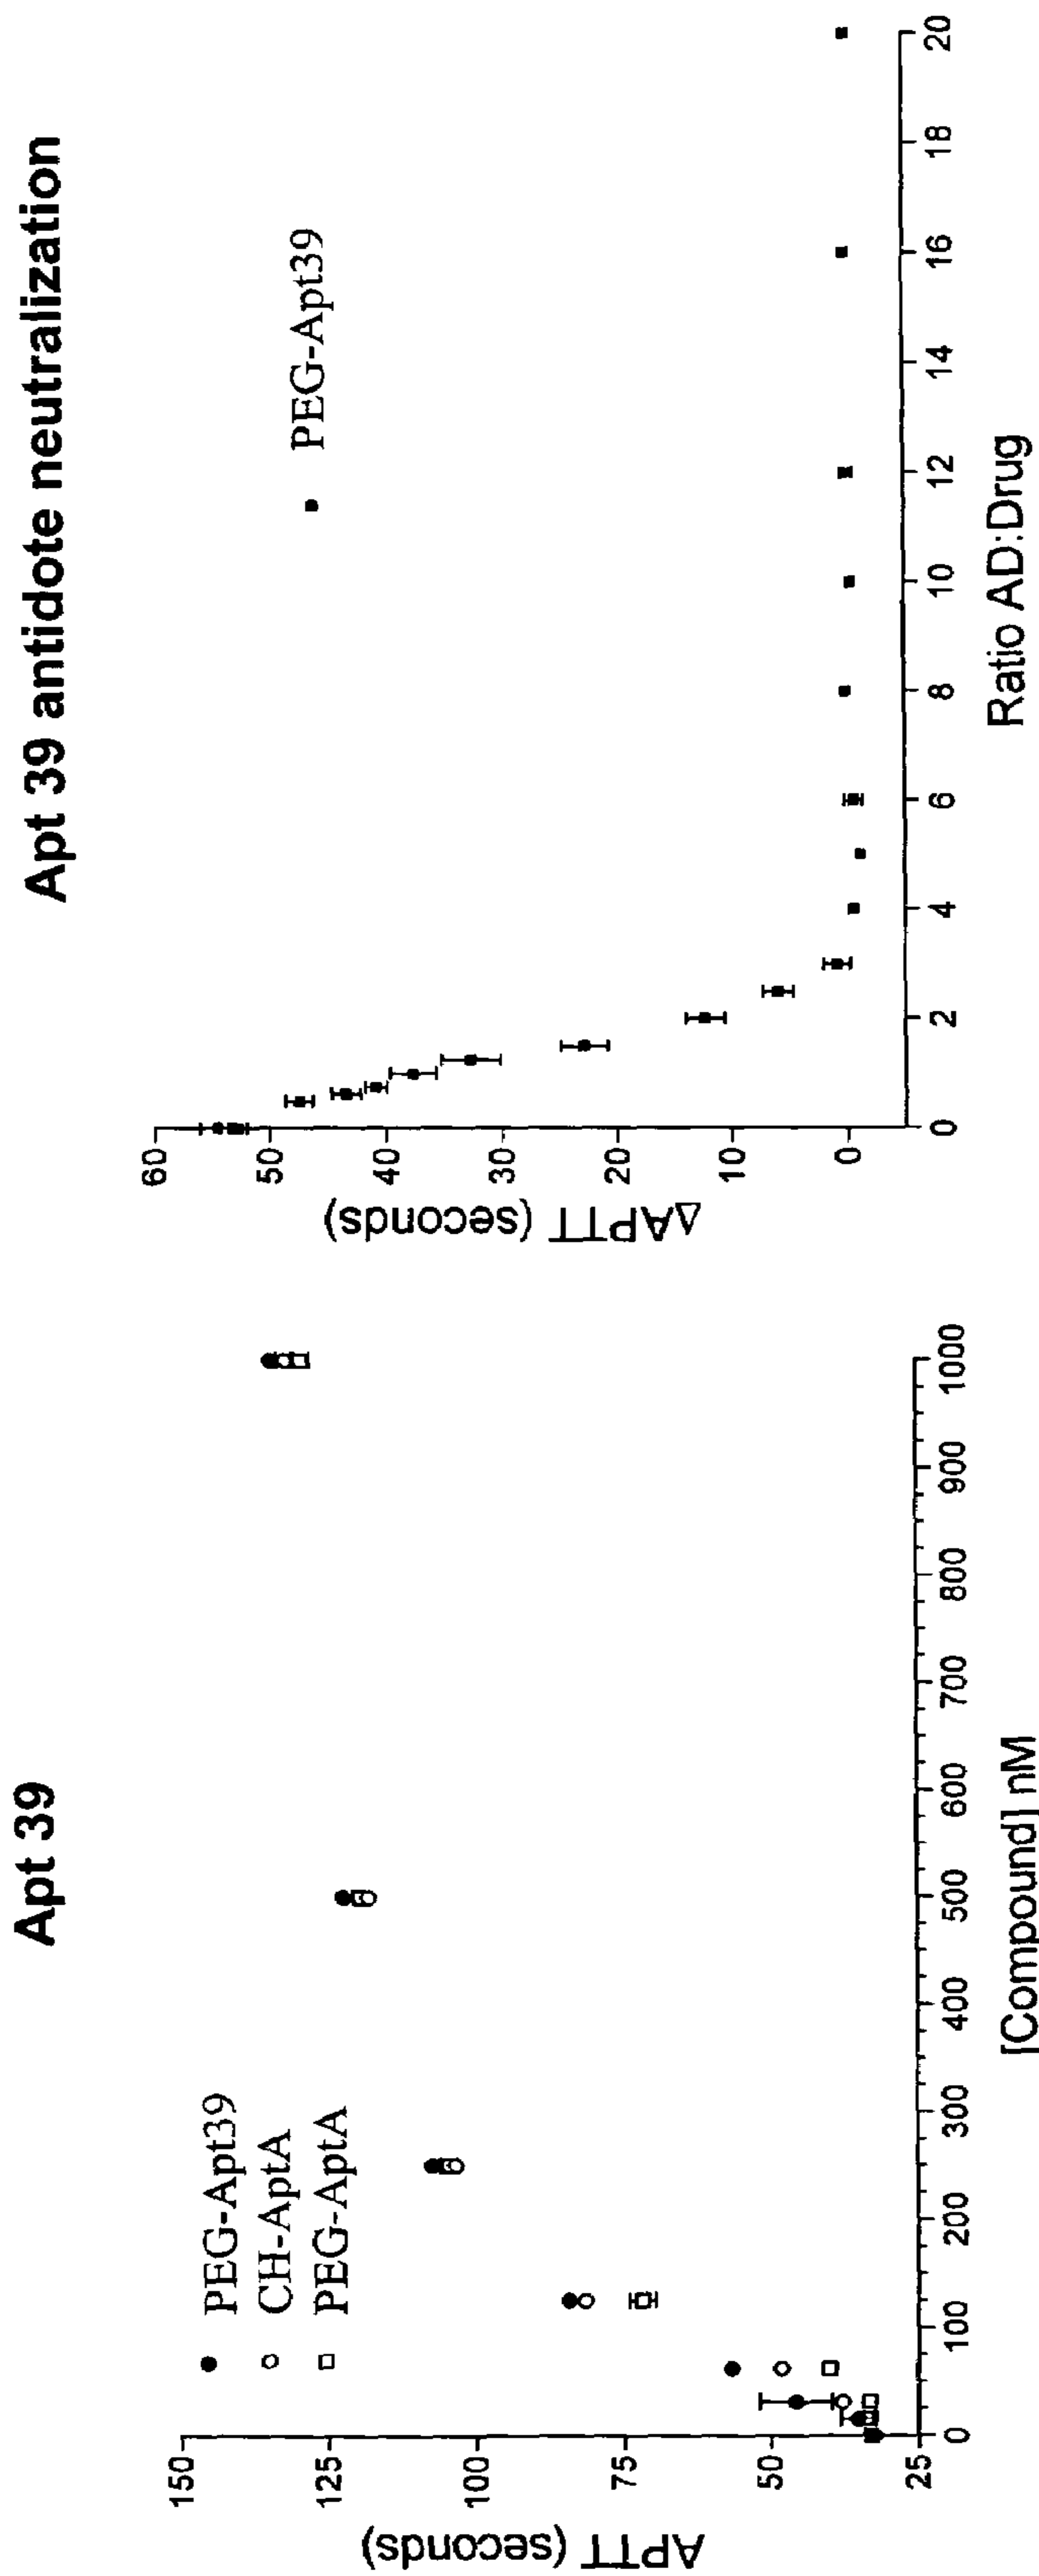 Apt 39
APTT (seconds)
150
125
100
75
50
25
PEG-Apt39
CH-AptA
PEG-AptA
0 100 200 300 400 500 600 700 800 900 1000
[Compound] nM
Apt 39 antidote neutralization
ΔAPTT (seconds)
60
50
40
30
20
10
0
PEG-Apt39
0 2 4 6 8 10 12 14 16 18 20
Ratio AD:Drug